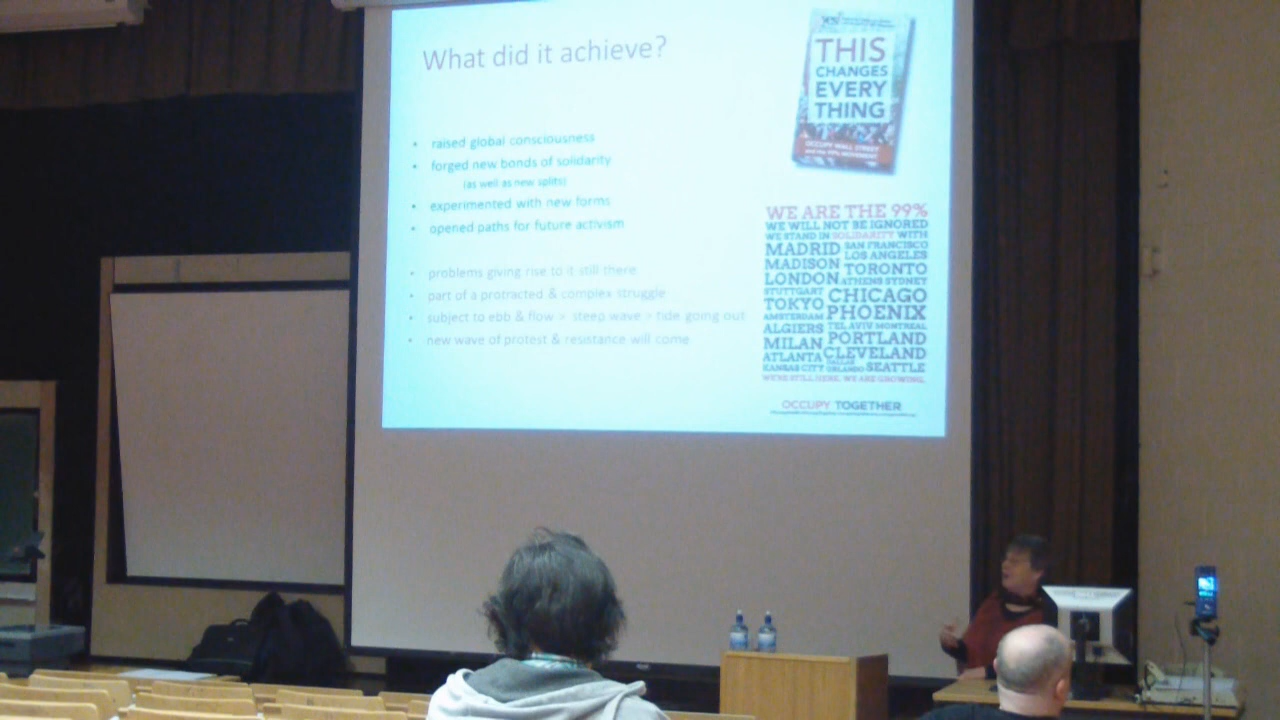 What did it achieve?
• raised global consciousness
• forged new bonds of solidarity
(as well as new splits)
• experimented with new forms
• opened paths for future activism
• problems giving rise to it still there
• part of a protracted & complex struggle
• subject to ebb & flow > steep wave > tide going out
• new wave of protest & resistance will come
THIS
CHANGES
EVERY
THING
OCCUPY WALL STREET
AND THE 99% MOVEMENT
WE ARE THE 99%
WE WILL NOT BE IGNORED
WE STAND IN SOLIDARITY WITH
MADRID SAN FRANCISCO
LOS ANGELES
MADISON TORONTO
LONDON ATHENS SYDNEY
STUTTGART CHICAGO
TOKYO PHOENIX
AMSTERDAM
ALGIERS TEL AVIV MONTREAL
MILAN PORTLAND
ATLANTA CLEVELAND
KANSAS CITY DALLAS ORLANDO SEATTLE
WE'RE STILL HERE. WE ARE GROWING.
OCCUPY TOGETHER